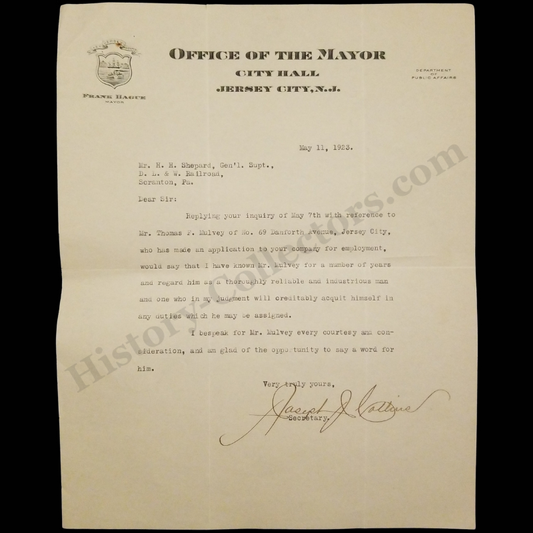 OFFICE OF THE MAYOR
CITY HALL
JERSEY CITY, N.J.
FRANK HAGUE
MAYOR
DEPARTMENT
OF
PUBLIC AFFAIRS
May 11, 1923.
Mr. H. H. Shepard, Gen'l. Supt.,
D. L. & W. Railroad,
Scranton, Pa.
Dear Sir:
Replying your inquiry of May 7th with reference to
Mr. Thomas F. Mulvey of No. 69 Danforth Avenue, Jersey City,
who has made an application to your company for employment,
would say that I have known Mr. Mulvey for a number of years
and regard him as a thoroughly reliable and industrious man
and one who in my judgment will creditably acquit himself in
any duties which he may be assigned.
I bespeak for Mr. Mulvey every courtesy and con-
sideration, and am glad of the opportunity to say a word for
him.
Very truly yours,
Joseph J Collins
Secretary.
History-Collectors.com